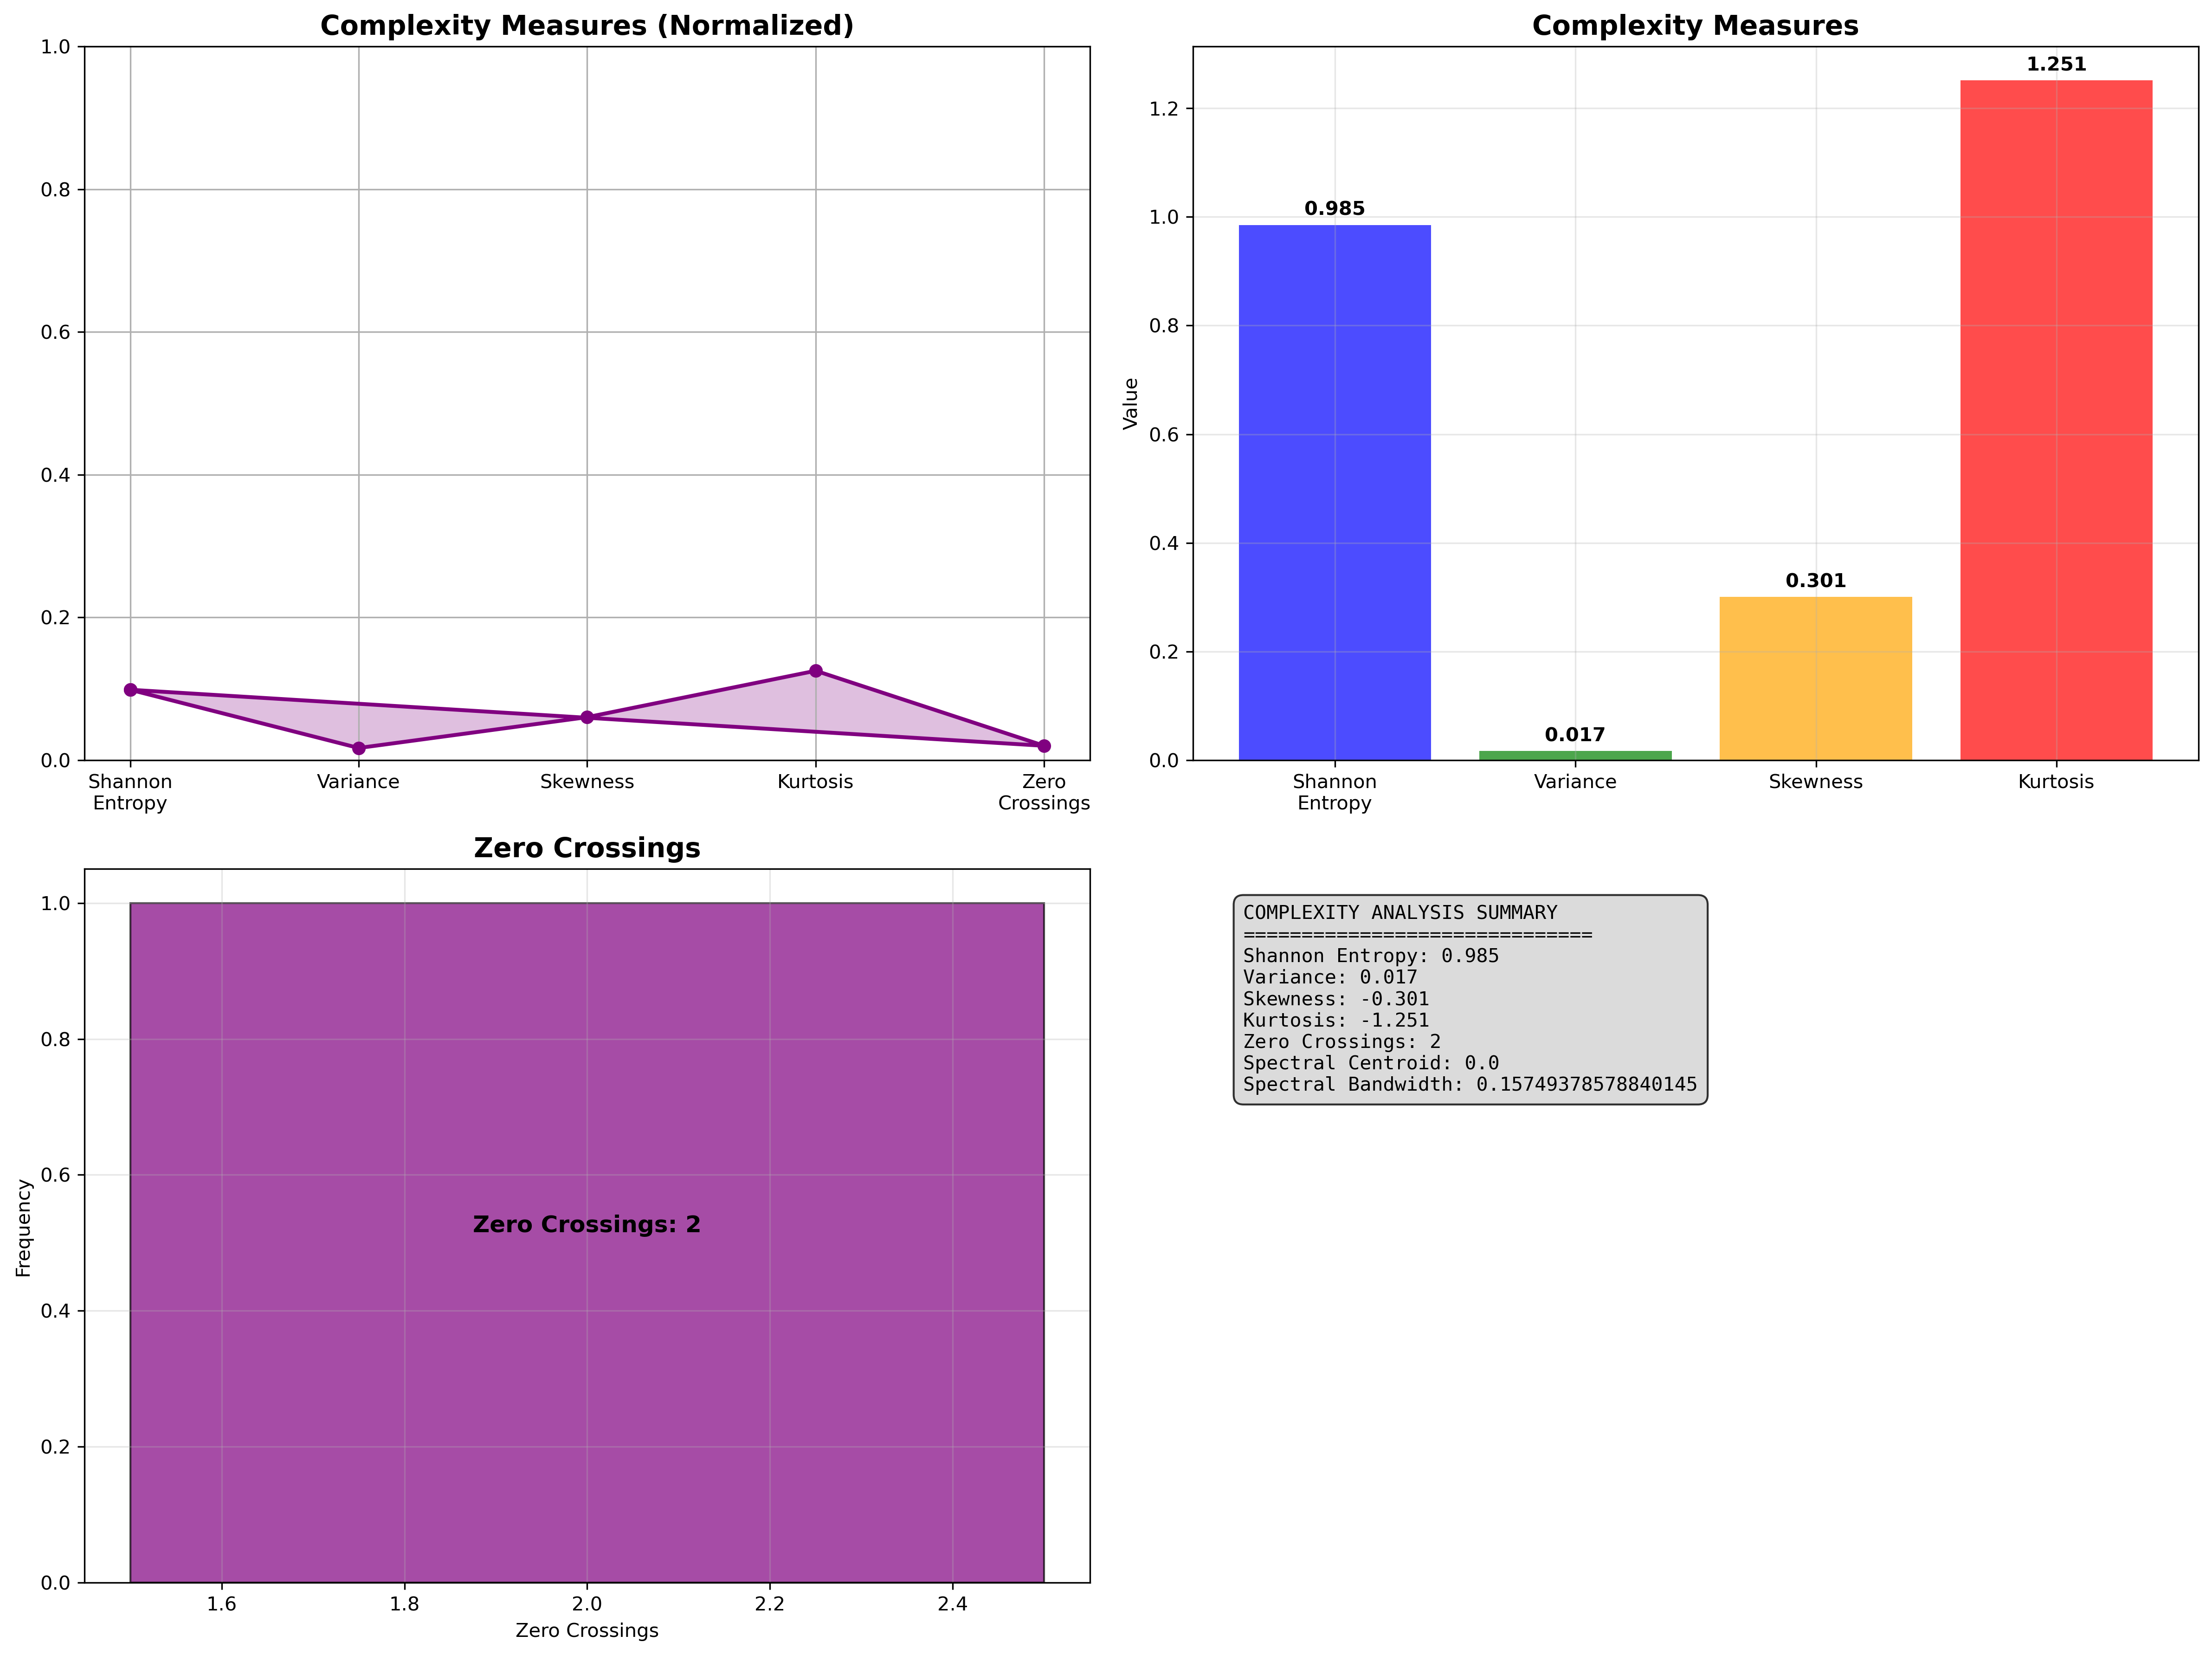 Complexity Measures (Normalized)
1.0
0.8
0.6
0.4
0.2
0.0
Shannon
Entropy
Variance
Skewness
Kurtosis
Zero
Crossings
Complexity Measures
Value
1.2
1.0
0.8
0.6
0.4
0.2
0.0
0.985
0.017
0.301
1.251
Shannon
Entropy
Variance
Skewness
Kurtosis
Zero Crossings
Frequency
1.0
0.8
0.6
0.4
0.2
0.0
Zero Crossings: 2
1.6
1.8
2.0
2.2
2.4
Zero Crossings
COMPLEXITY ANALYSIS SUMMARY
==============================
Shannon Entropy: 0.985
Variance: 0.017
Skewness: -0.301
Kurtosis: -1.251
Zero Crossings: 2
Spectral Centroid: 0.0
Spectral Bandwidth: 0.15749378578840145